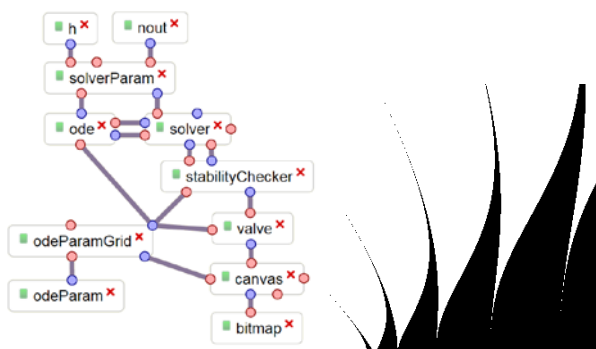 h nout
solverParam
ode solver
stabilityChecker
odeParamGrid valve
odeParam canvas
bitmap